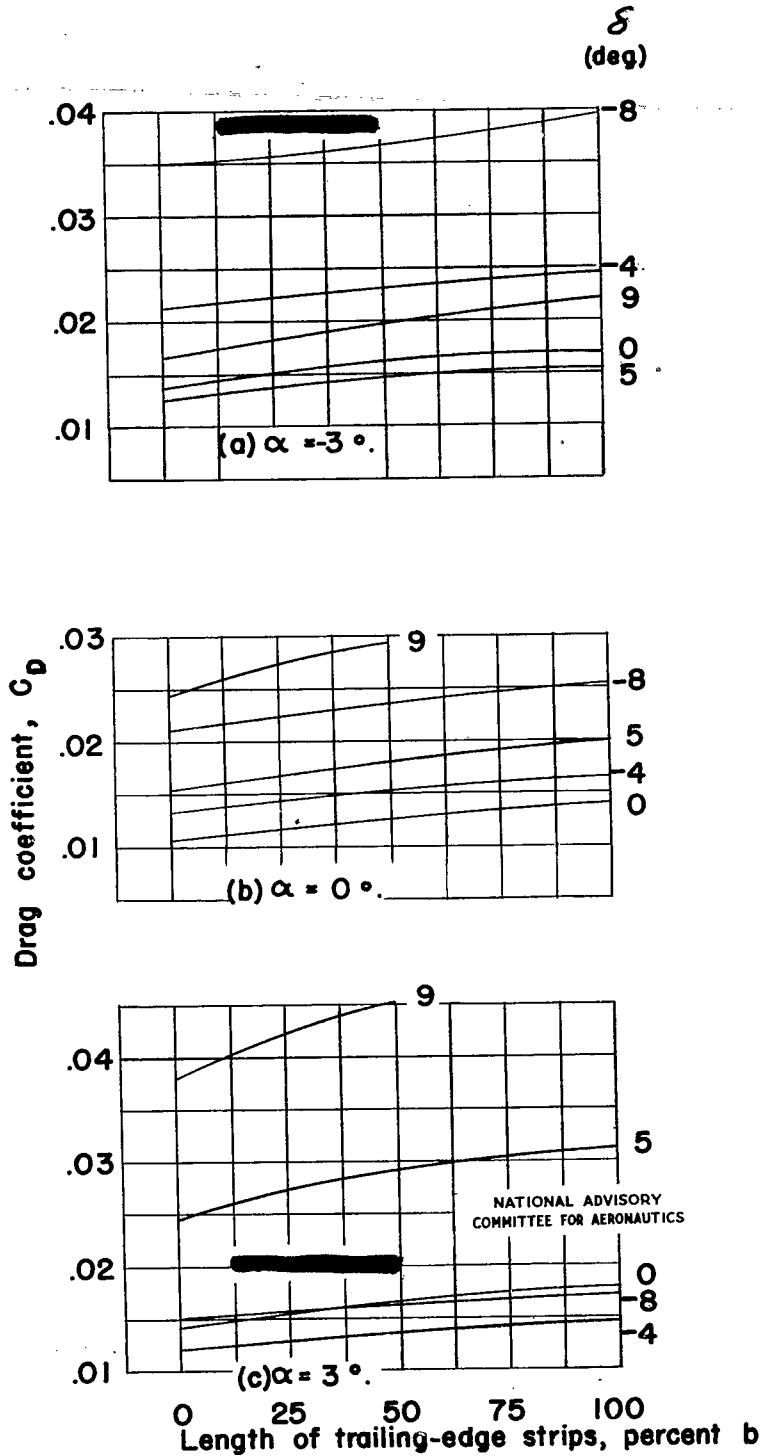 δ
(deg)
.04
-8
.03
-4
9
.02
0
5
.01
(a) α = -3 °.
Drag coefficient, C_D
.03
9
-8
.02
5
-4
0
.01
(b) α = 0 °.
9
.04
5
.03
NATIONAL ADVISORY
COMMITTEE FOR AERONAUTICS
.02
0
-8
-4
.01
(c) α = 3 °.
0 25 50 100
Length of trailing-edge strips, percent b